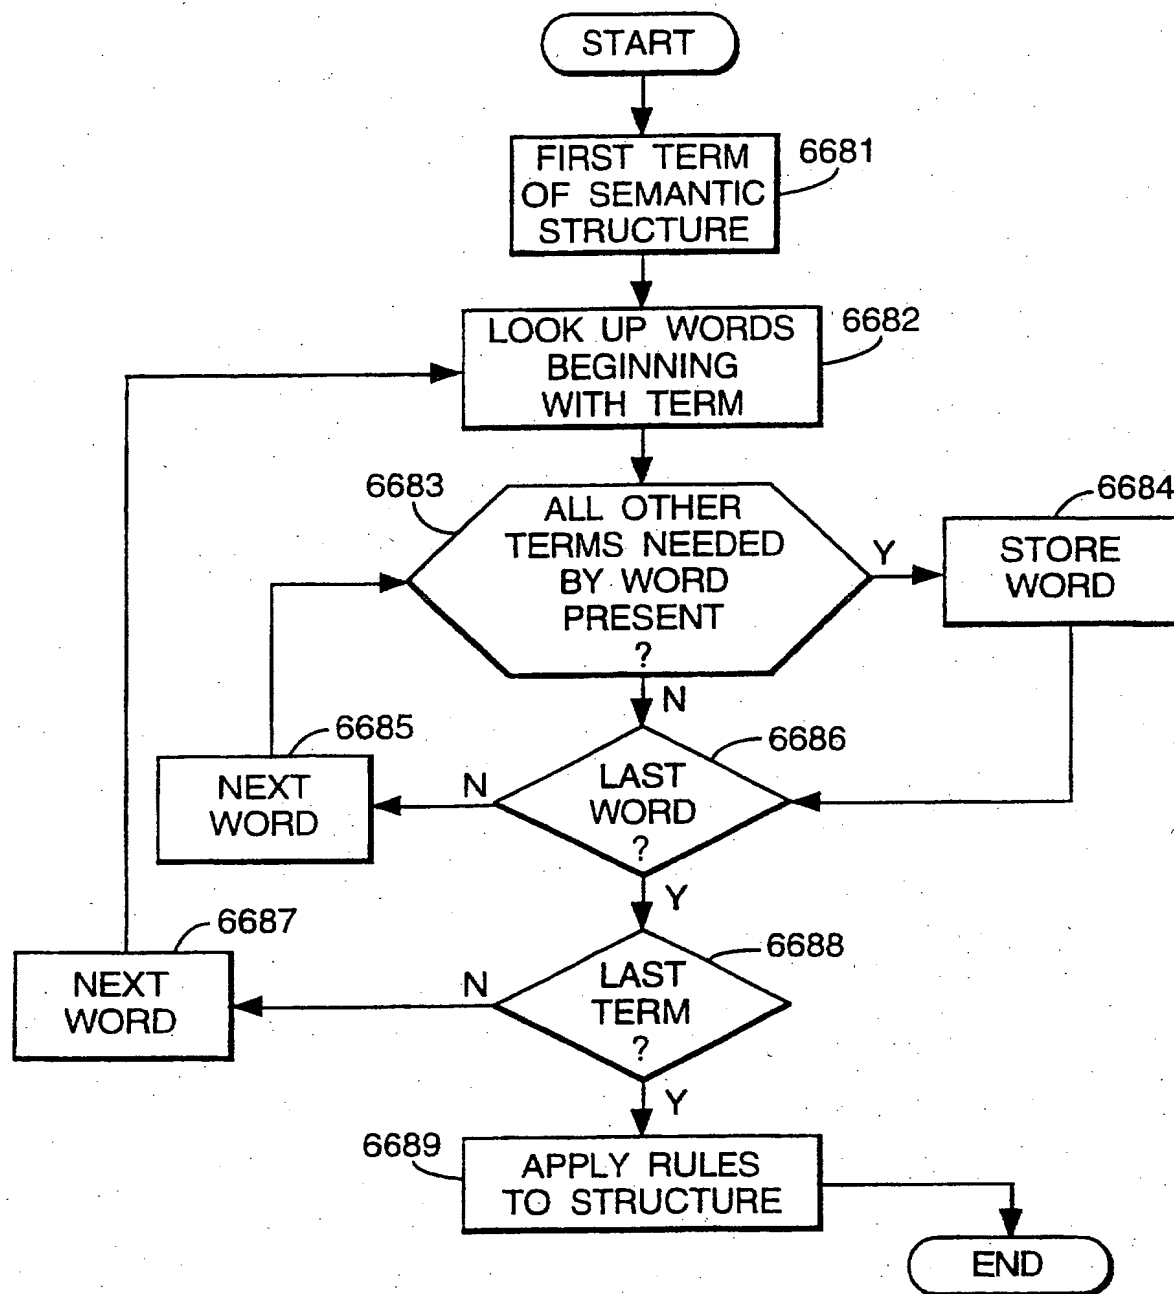 START
6681
FIRST TERM
OF SEMANTIC
STRUCTURE
6682
LOOK UP WORDS
BEGINNING
WITH TERM
6683
ALL OTHER
TERMS NEEDED
BY WORD
PRESENT
?
Y
6684
STORE
WORD
N
6685
NEXT
WORD
N
6686
LAST
WORD
?
Y
6687
NEXT
WORD
N
6688
LAST
TERM
?
Y
6689
APPLY RULES
TO STRUCTURE
END